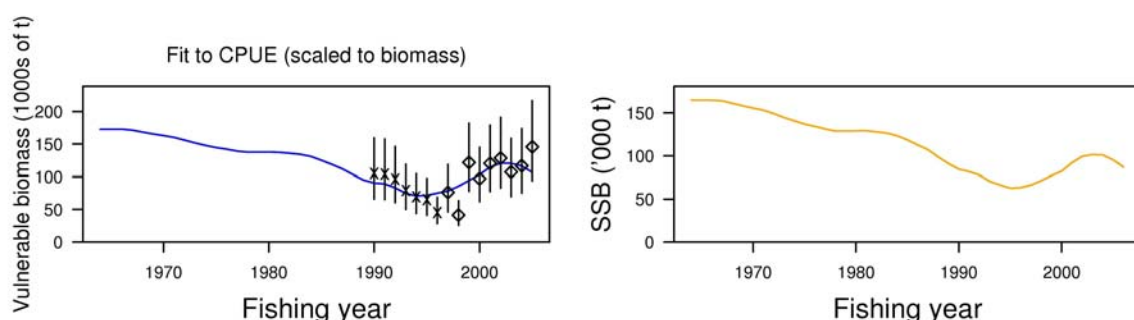 Fit to CPUE (scaled to biomass)
Vulnerable biomass (1000s of t)
200
150
100
50
0
1970 1980 1990 2000
Fishing year
SSB ('000 t)
150
100
50
0
1970 1980 1990 2000
Fishing year